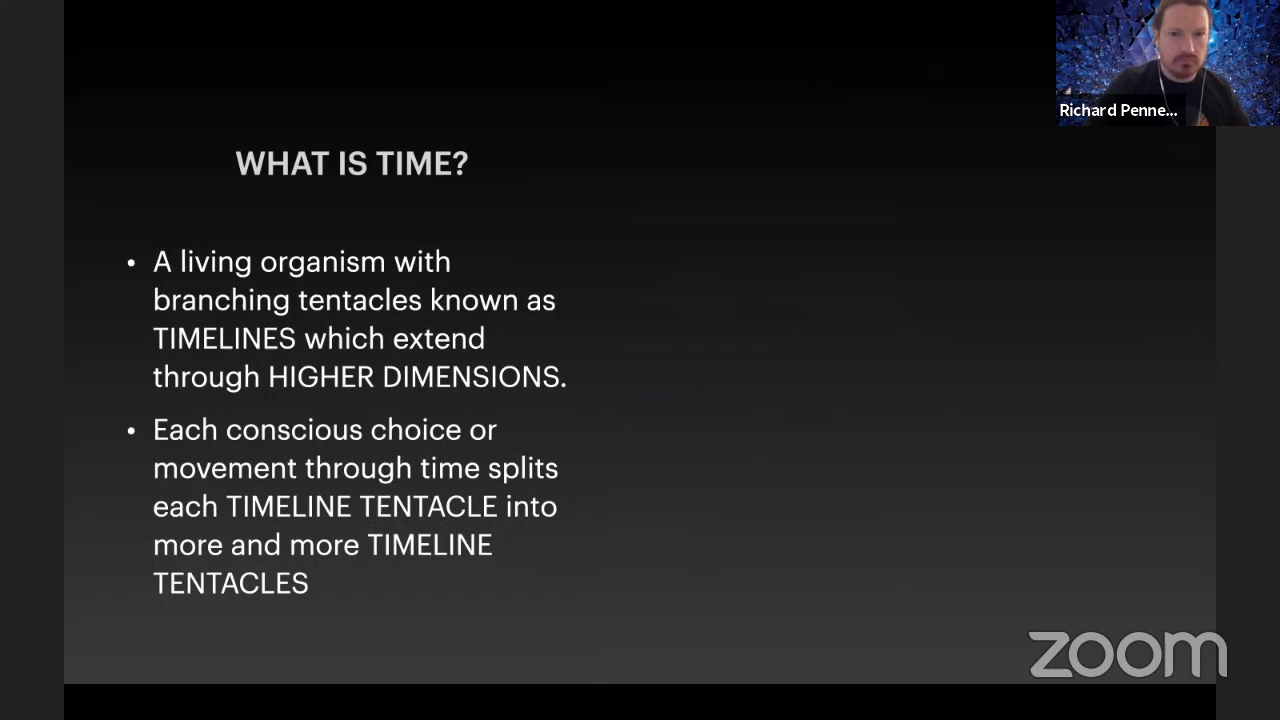 Richard Penne...
WHAT IS TIME?
• A living organism with
branching tentacles known as
TIMELINES which extend
through HIGHER DIMENSIONS.
• Each conscious choice or
movement through time splits
each TIMELINE TENTACLE into
more and more TIMELINE
TENTACLES
zoom